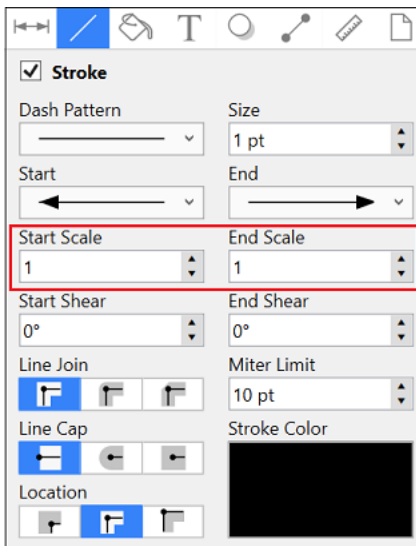 T
Stroke
Dash Pattern Size
1 pt
Start End
Start Scale End Scale
1 1
Start Shear End Shear
0° 0°
Line Join Miter Limit
10 pt
Line Cap Stroke Color
Location